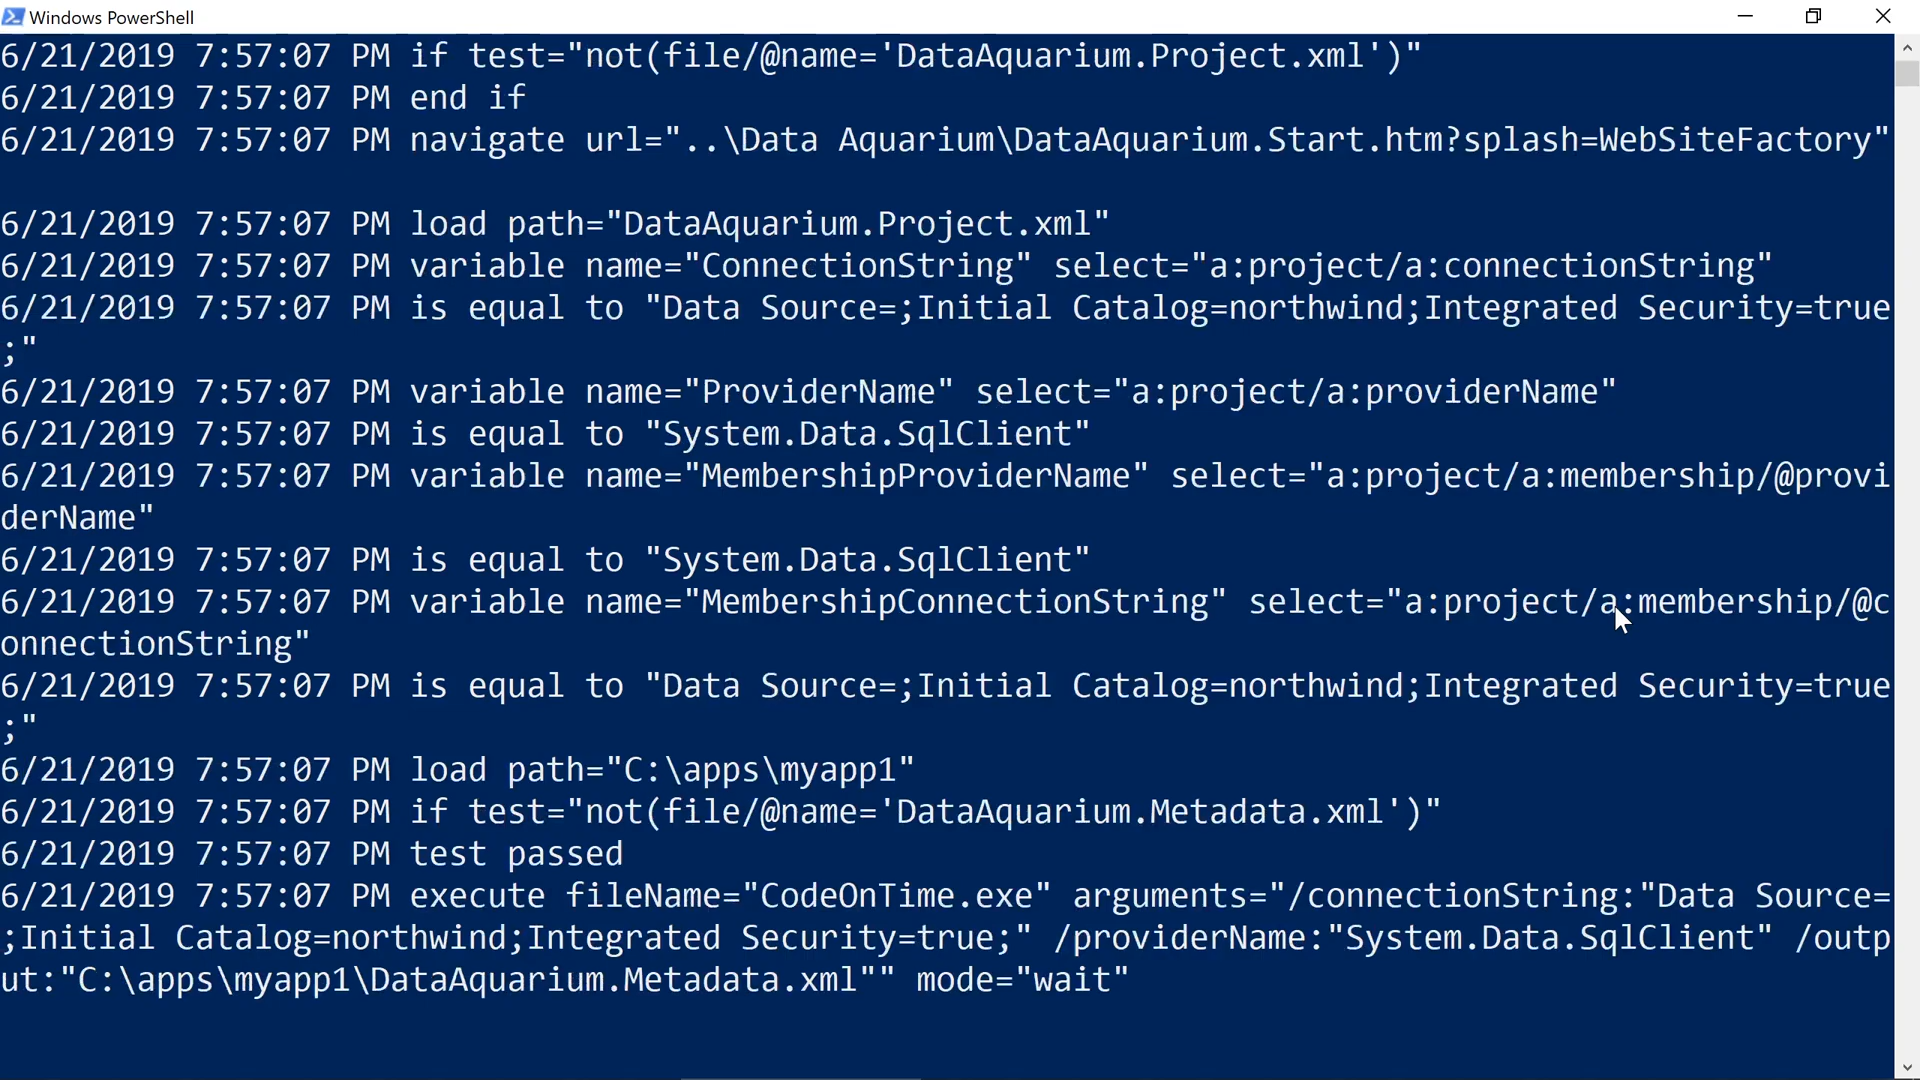 Windows PowerShell
6/21/2019 7:57:07 PM if test="not(file/@name='DataAquarium.Project.xml')"
6/21/2019 7:57:07 PM end if
6/21/2019 7:57:07 PM navigate url="..\Data Aquarium\DataAquarium.Start.htm?splash=WebSiteFactory"
6/21/2019 7:57:07 PM load path="DataAquarium.Project.xml"
6/21/2019 7:57:07 PM variable name="ConnectionString" select="a:project/a:connectionString"
6/21/2019 7:57:07 PM is equal to "Data Source=;Initial Catalog=northwind;Integrated Security=true
;"
6/21/2019 7:57:07 PM variable name="ProviderName" select="a:project/a:providerName"
6/21/2019 7:57:07 PM is equal to "System.Data.SqlClient"
6/21/2019 7:57:07 PM variable name="MembershipProviderName" select="a:project/a:membership/@provi
derName"
6/21/2019 7:57:07 PM is equal to "System.Data.SqlClient"
6/21/2019 7:57:07 PM variable name="MembershipConnectionString" select="a:project/a:membership/@c
onnectionString"
6/21/2019 7:57:07 PM is equal to "Data Source=;Initial Catalog=northwind;Integrated Security=true
;"
6/21/2019 7:57:07 PM load path="C:\apps\myapp1"
6/21/2019 7:57:07 PM if test="not(file/@name='DataAquarium.Metadata.xml')"
6/21/2019 7:57:07 PM test passed
6/21/2019 7:57:07 PM execute fileName="CodeOnTime.exe" arguments="/connectionString:"Data Source=
;Initial Catalog=northwind;Integrated Security=true;" /providerName:"System.Data.SqlClient" /outp
ut:"C:\apps\myapp1\DataAquarium.Metadata.xml"" mode="wait"